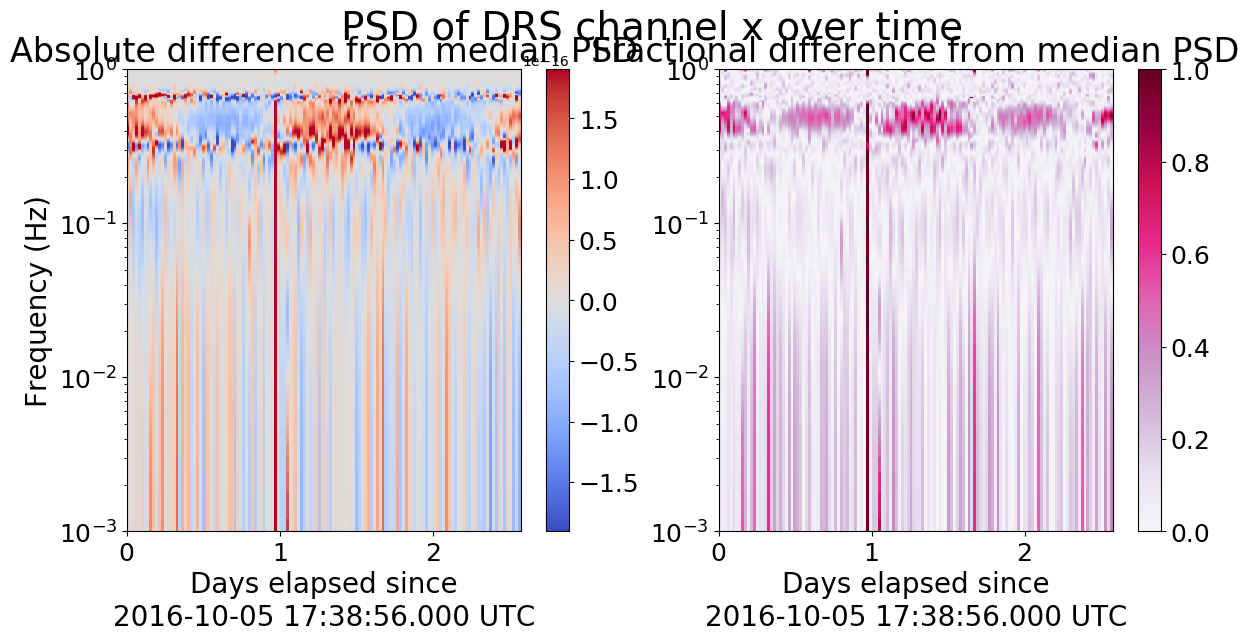 PSD of DRS channel x over time
Absolute difference from median PSD
Fractional difference from median PSD
1e−16
10⁰
10⁻¹
10⁻²
10⁻³
Frequency (Hz)
0 1 2
Days elapsed since
2016-10-05 17:38:56.000 UTC
1.5
1.0
0.5
0.0
−0.5
−1.0
−1.5
10⁰
10⁻¹
10⁻²
10⁻³
0 1 2
Days elapsed since
2016-10-05 17:38:56.000 UTC
1.0
0.8
0.6
0.4
0.2
0.0